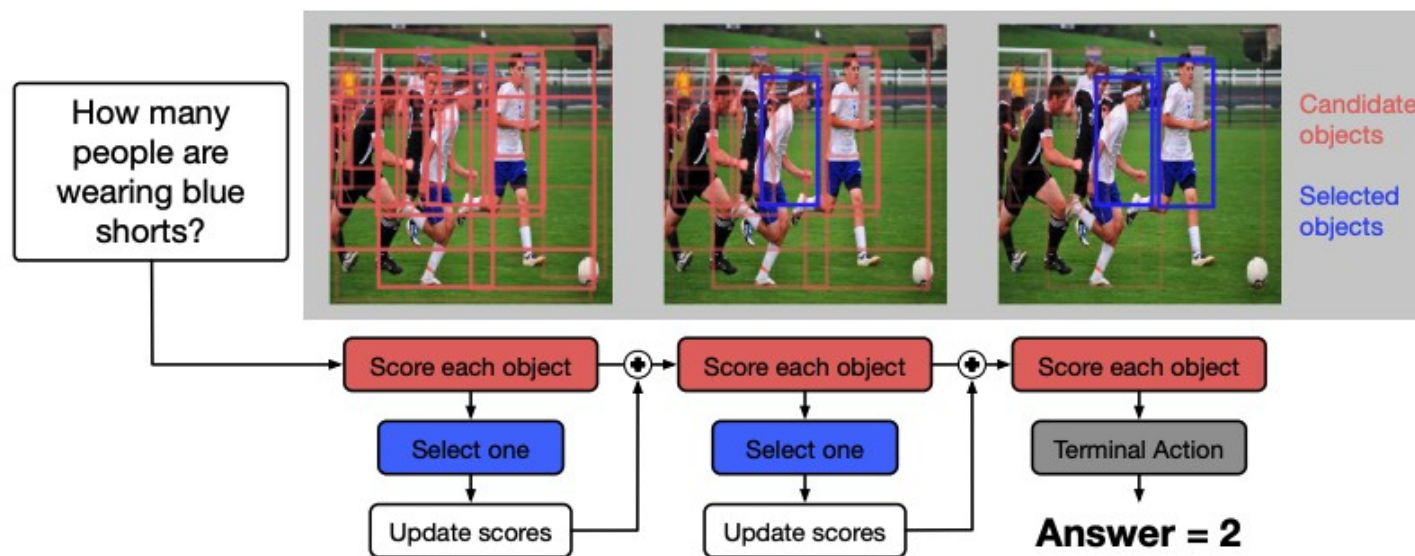 How many
people are
wearing blue
shorts?
Candidate
objects
Selected
objects
Score each object
Score each object
Score each object
Select one
Select one
Terminal Action
Update scores
Update scores
Answer = 2